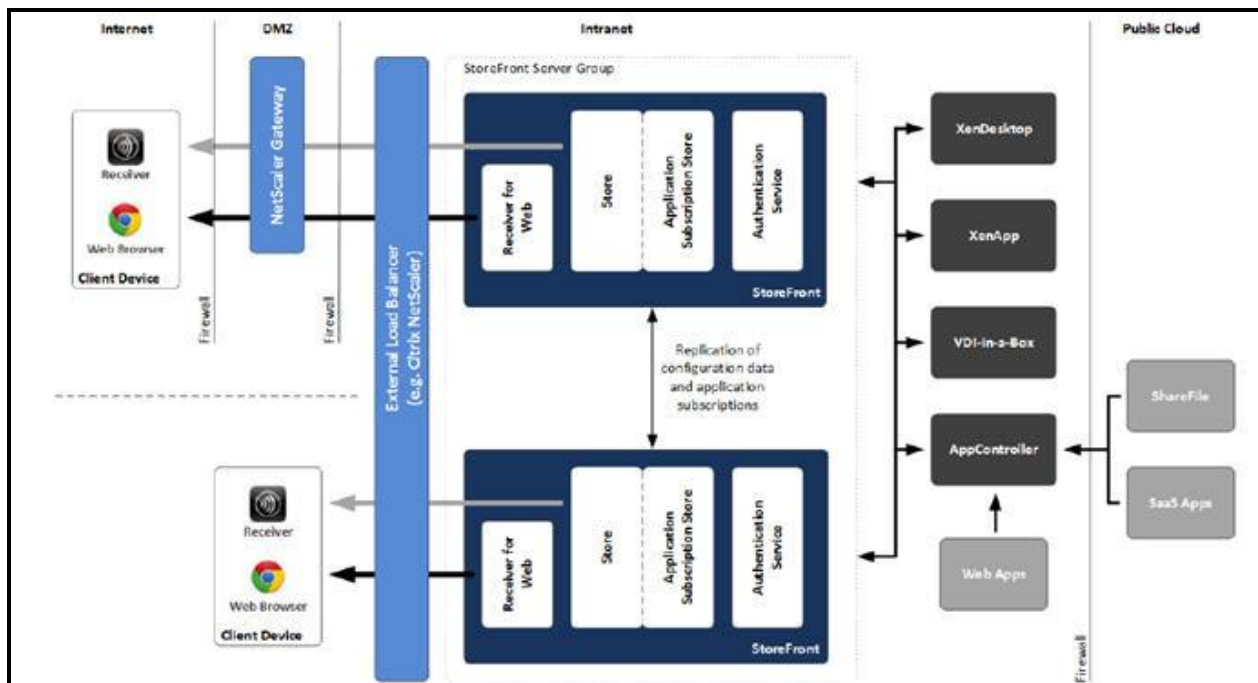 Internet
DMZ
Intranet
Public Cloud
StoreFront Server Group
Receiver
Web Browser
Client Device
Firewall
NetScaler Gateway
Firewall
External Load Balancer
(e.g. Citrix NetScaler)
Receiver for
Web
Store
Application
Subscription Store
Authentication
Service
StoreFront
Replication of
configuration data
and application
subscriptions
Receiver
Web Browser
Client Device
Receiver for
Web
Store
Application
Subscription Store
Authentication
Service
StoreFront
XenDesktop
XenApp
VDI-in-a-Box
AppController
Web Apps
ShareFile
SaaS Apps
Firewall